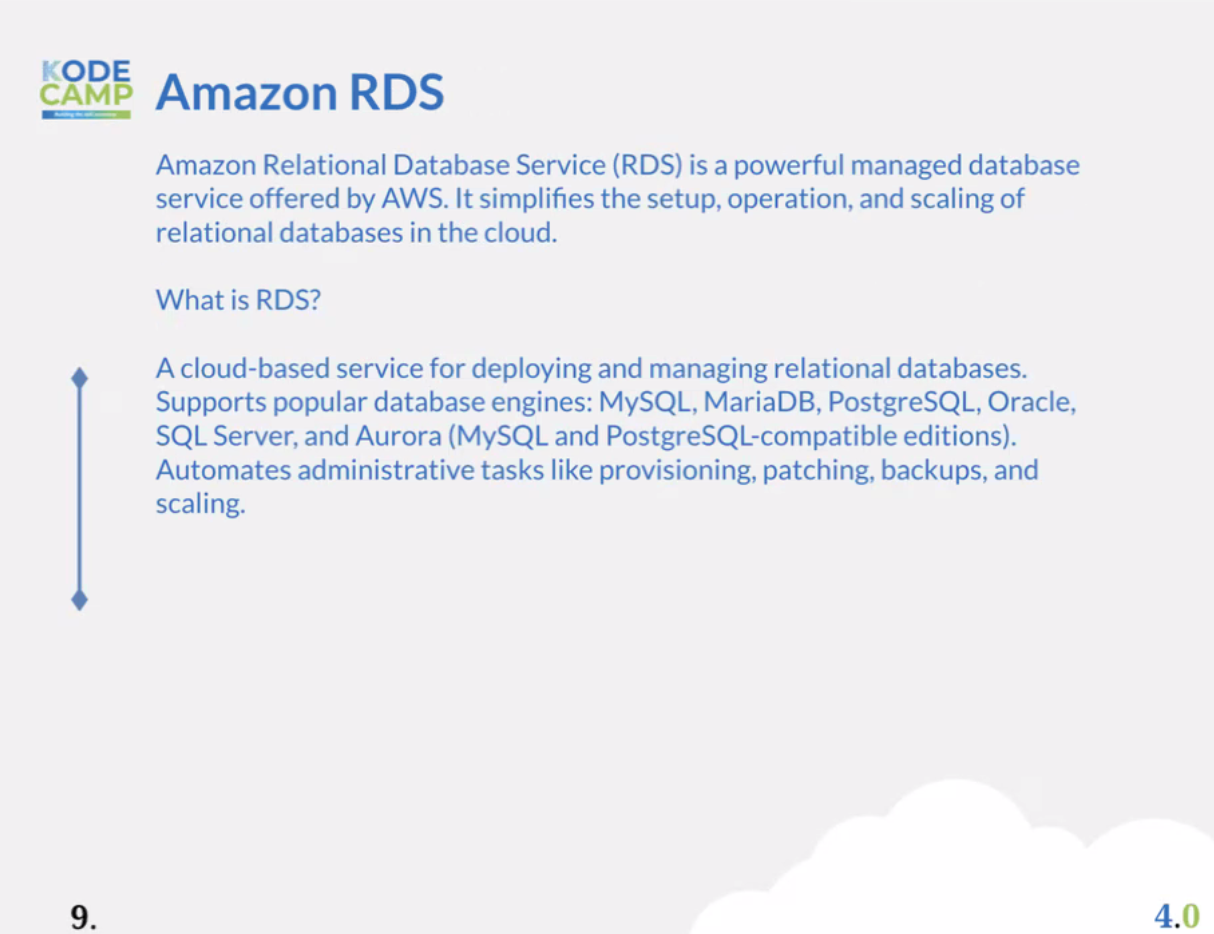 KODE
CAMP
Amazon RDS
Amazon Relational Database Service (RDS) is a powerful managed database
service offered by AWS. It simplifies the setup, operation, and scaling of
relational databases in the cloud.
What is RDS?
A cloud-based service for deploying and managing relational databases.
Supports popular database engines: MySQL, MariaDB, PostgreSQL, Oracle,
SQL Server, and Aurora (MySQL and PostgreSQL-compatible editions).
Automates administrative tasks like provisioning, patching, backups, and
scaling.
9.
4.0